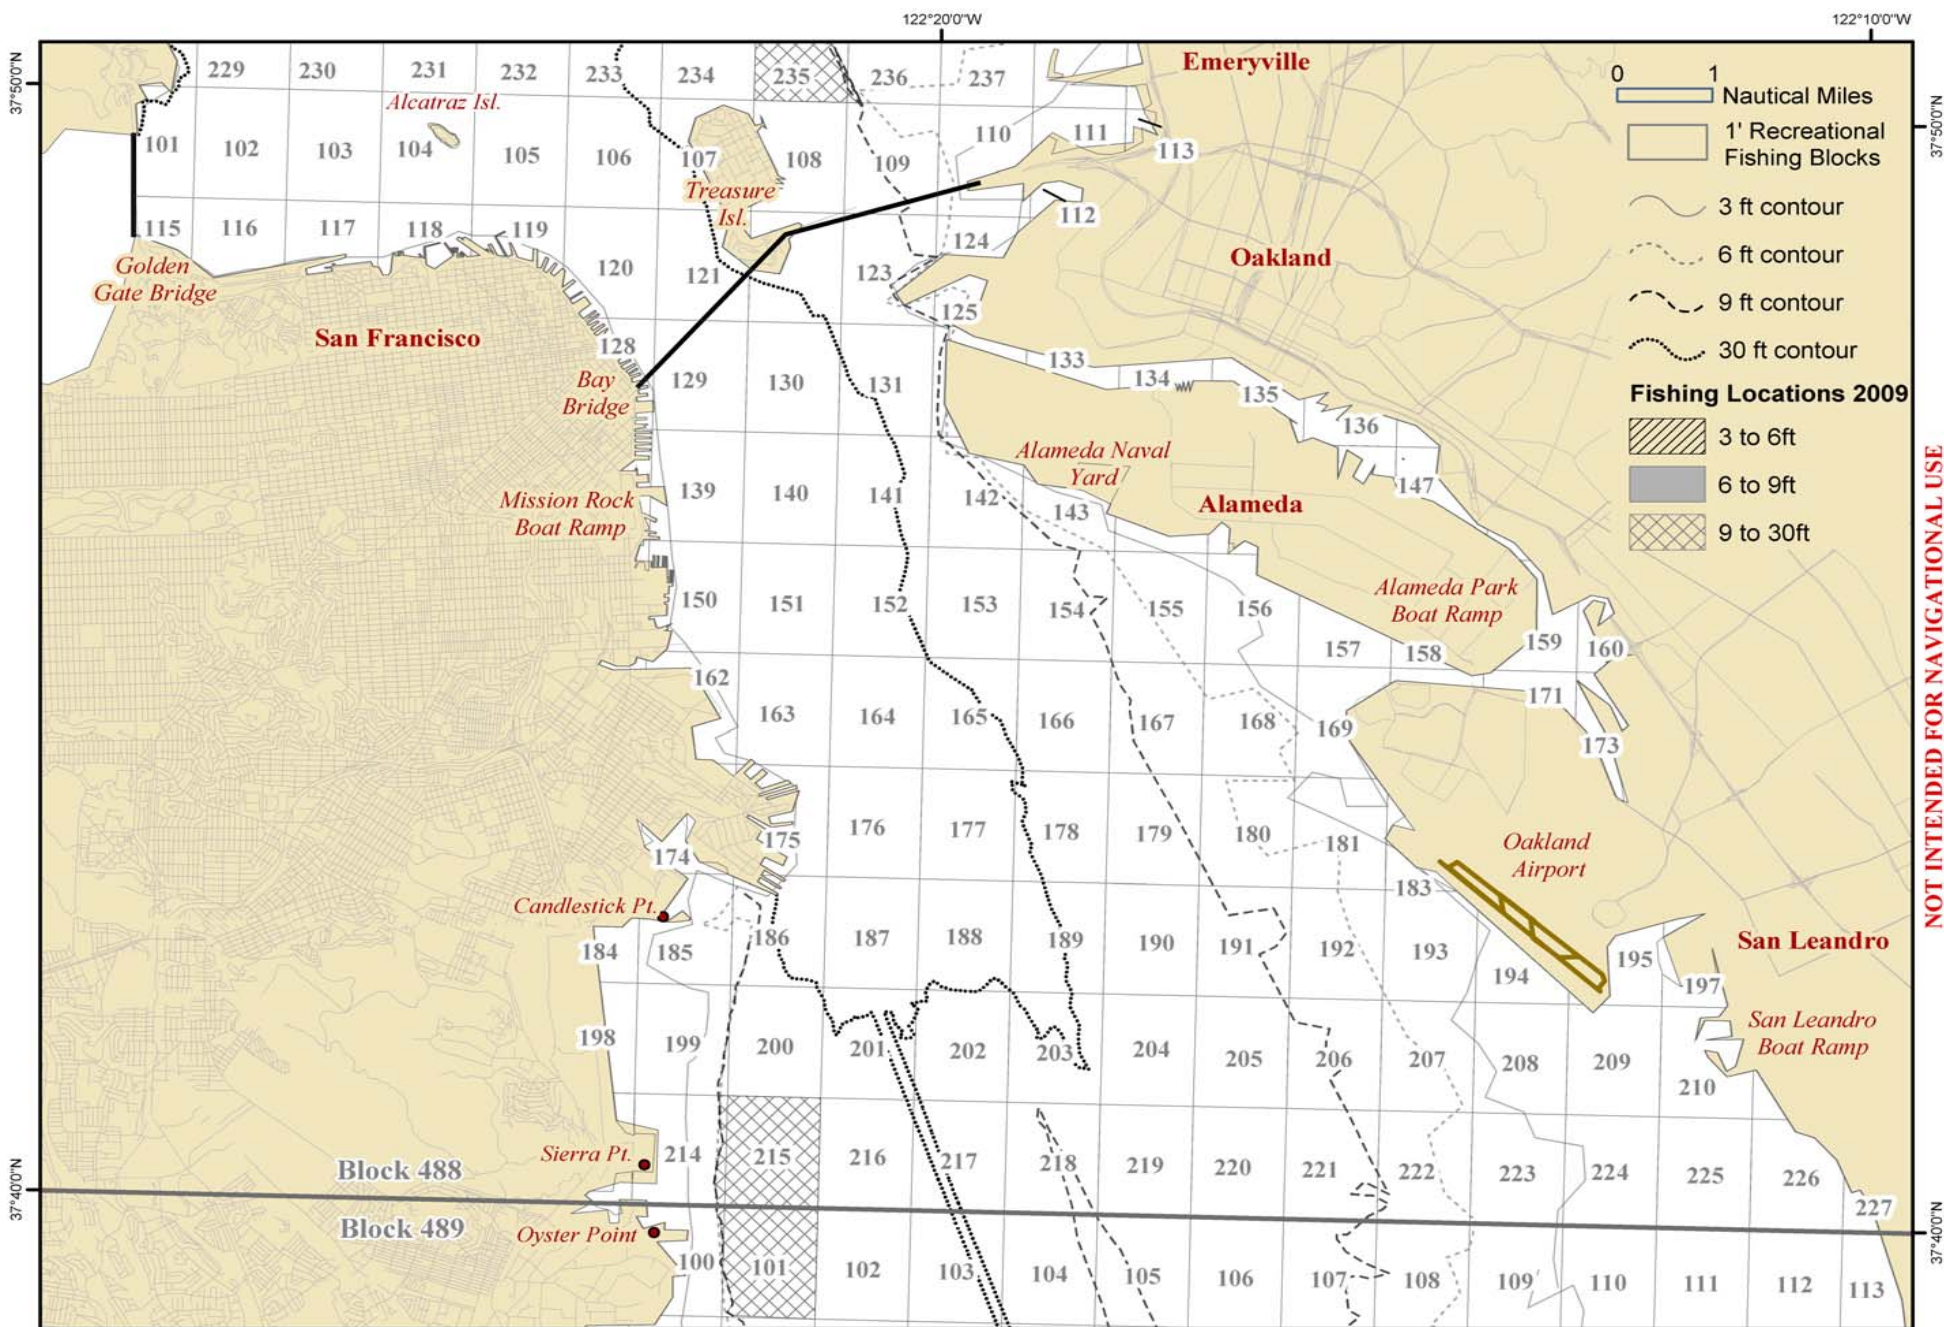 122°20'0"W
122°10'0"W
37°50'0"N
37°50'0"N
37°40'0"N
37°40'0"N
NOT INTENDED FOR NAVIGATIONAL USE
0 1
Nautical Miles
1' Recreational
Fishing Blocks
3 ft contour
6 ft contour
9 ft contour
30 ft contour
Fishing Locations 2009
3 to 6ft
6 to 9ft
9 to 30ft
229 230 231 232 233 234 235 236 237
Emeryville
Alcatraz Isl.
101 102 103 104 105 106 107 108 109 110 111 113
Treasure
Isl.
112
115 116 117 118 119 120 121 123 124 125
Golden
Gate Bridge
Oakland
San Francisco
128 129 130 131 133 134 135 136
Bay
Bridge
Alameda Naval
Yard
139 140 141 142 143 147
Mission Rock
Boat Ramp
Alameda
Alameda Park
Boat Ramp
150 151 152 153 154 155 156 157 158 159 160
162 163 164 165 166 167 168 169 171 173
174 175 176 177 178 179 180 181 183
Oakland
Airport
Candlestick Pt.
184 185 186 187 188 189 190 191 192 193 194 195 197
San Leandro
San Leandro
Boat Ramp
198 199 200 201 202 203 204 205 206 207 208 209 210
Sierra Pt.
214 215 216 217 218 219 220 221 222 223 224 225 226 227
Block 488
Block 489
Oyster Point
100 101 102 103 104 105 106 107 108 109 110 111 112 113